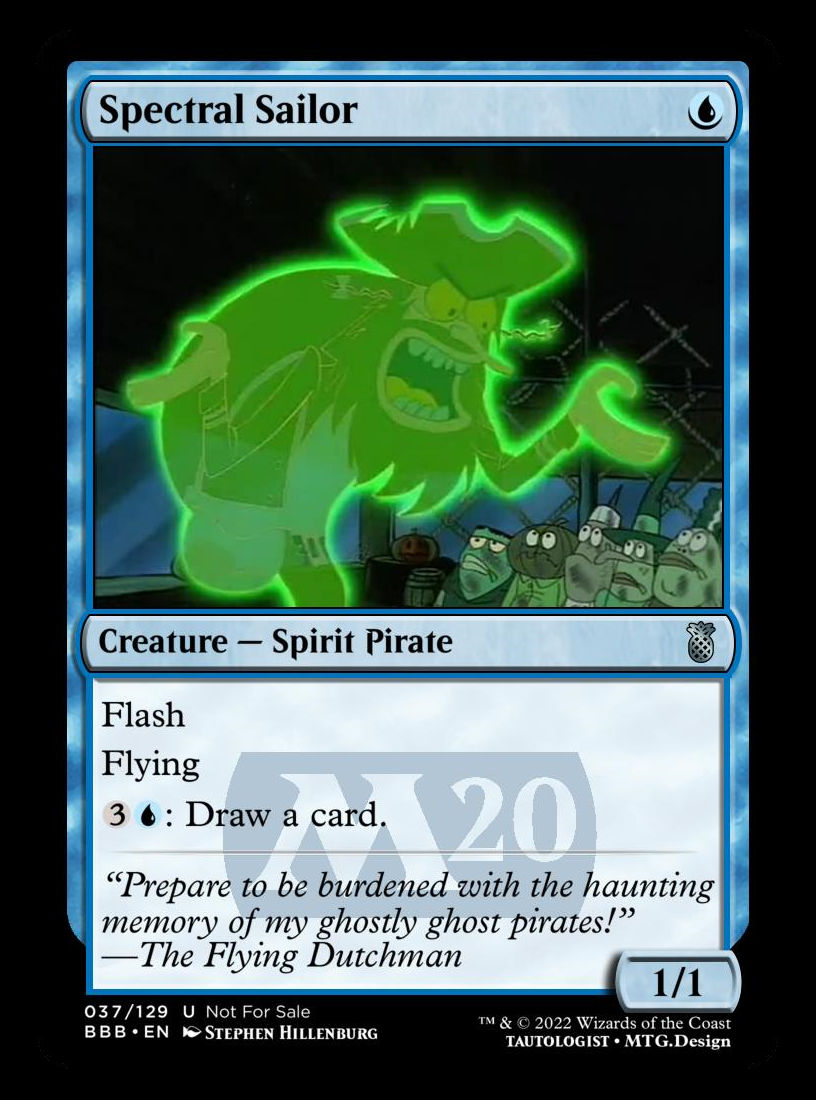 Spectral Sailor
Creature — Spirit Pirate
Flash
Flying
3: Draw a card.
M20
“Prepare to be burdened with the haunting
memory of my ghostly ghost pirates!”
—The Flying Dutchman
1/1
037/129 U Not For Sale
BBB • EN STEPHEN HILLENBURG
™ & © 2022 Wizards of the Coast
TAUTOLOGIST • MTG.Design